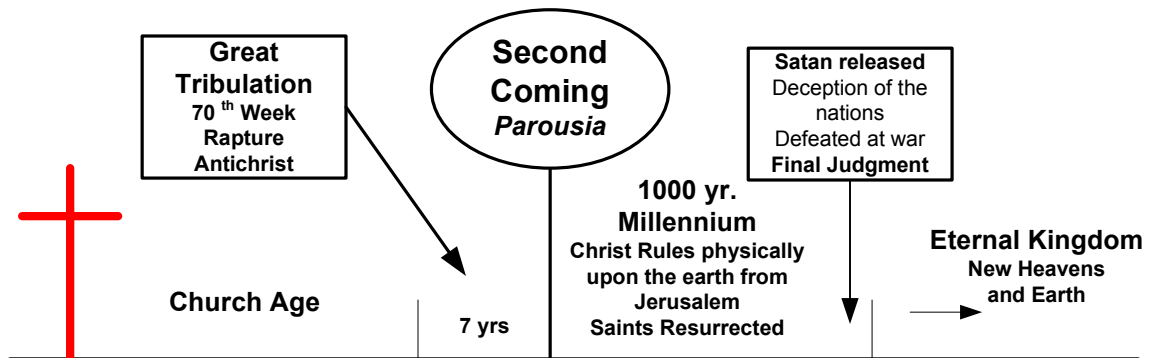 Great
Tribulation
70 th Week
Rapture
Antichrist
Second
Coming
Parousia
Satan released
Deception of the
nations
Defeated at war
Final Judgment
Church Age
7 yrs
1000 yr.
Millennium
Christ Rules physically
upon the earth from
Jerusalem
Saints Resurrected
Eternal Kingdom
New Heavens
and Earth